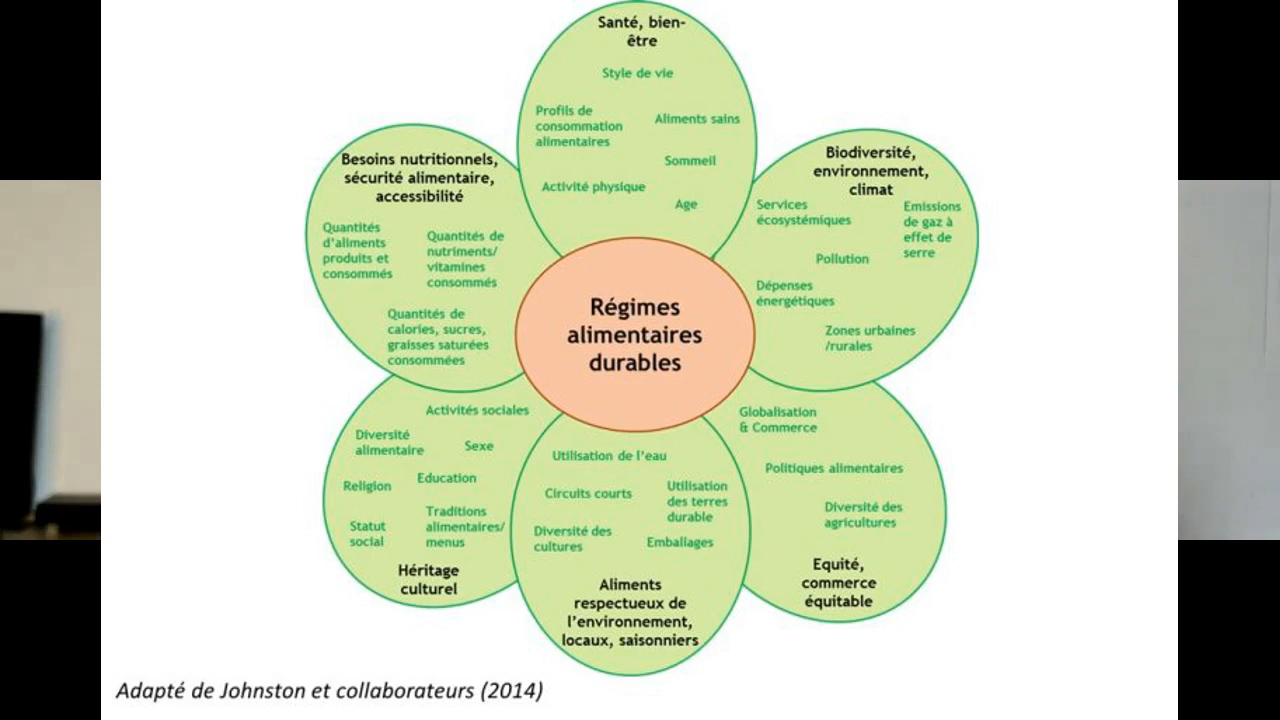 Santé, bien-
être
Style de vie
Profils de
consommation
alimentaires
Aliments sains
Sommeil
Activité physique
Age
Besoins nutritionnels,
sécurité alimentaire,
accessibilité
Quantités
d'aliments
produits et
consommés
Quantités de
nutriments/
vitamines
consommés
Quantités de
calories, sucres,
graisses saturées
consommées
Biodiversité,
environnement,
climat
Services
écosystémiques
Emissions
de gaz à
effet de
serre
Pollution
Dépenses
énergétiques
Zones urbaines
/rurales
Régimes
alimentaires
durables
Activités sociales
Diversité
alimentaire
Sexe
Religion
Education
Statut
social
Traditions
alimentaires/
menus
Héritage
culturel
Utilisation de l'eau
Circuits courts
Utilisation
des terres
durable
Diversité des
cultures
Emballages
Aliments
respectueux de
l'environnement,
locaux, saisonniers
Globalisation
& Commerce
Politiques alimentaires
Diversité des
agricultures
Equité,
commerce
équitable
Adapté de Johnston et collaborateurs (2014)